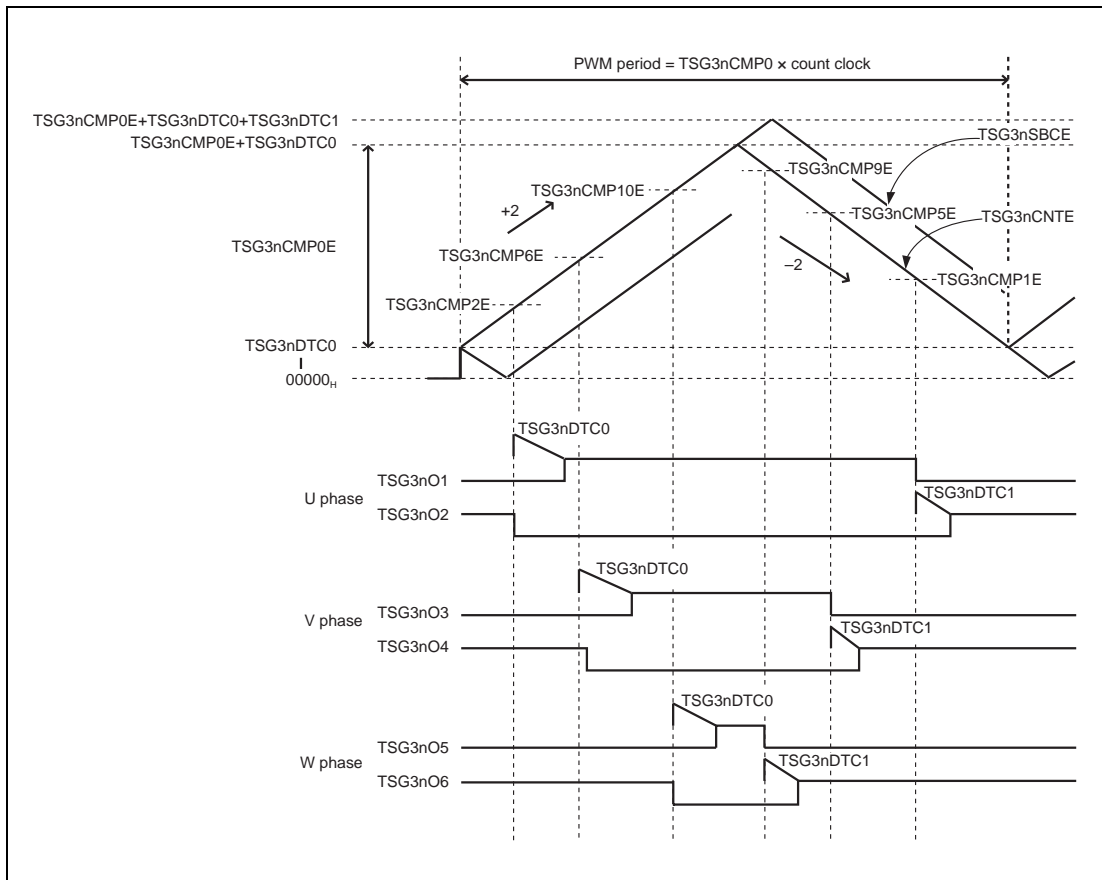 PWM period = TSG3nCMP0 × count clock
TSG3nCMP0E+TSG3nDTC0+TSG3nDTC1
TSG3nCMP0E+TSG3nDTC0
TSG3nSBCE
TSG3nCMP9E
TSG3nCMP10E
+2
TSG3nCMP5E
TSG3nCNTE
TSG3nCMP0E
TSG3nCMP6E
–2
TSG3nCMP1E
TSG3nCMP2E
TSG3nDTC0
00000H
TSG3nDTC0
TSG3nO1
U phase
TSG3nDTC1
TSG3nO2
TSG3nDTC0
TSG3nO3
V phase
TSG3nDTC1
TSG3nO4
TSG3nDTC0
TSG3nO5
W phase
TSG3nDTC1
TSG3nO6